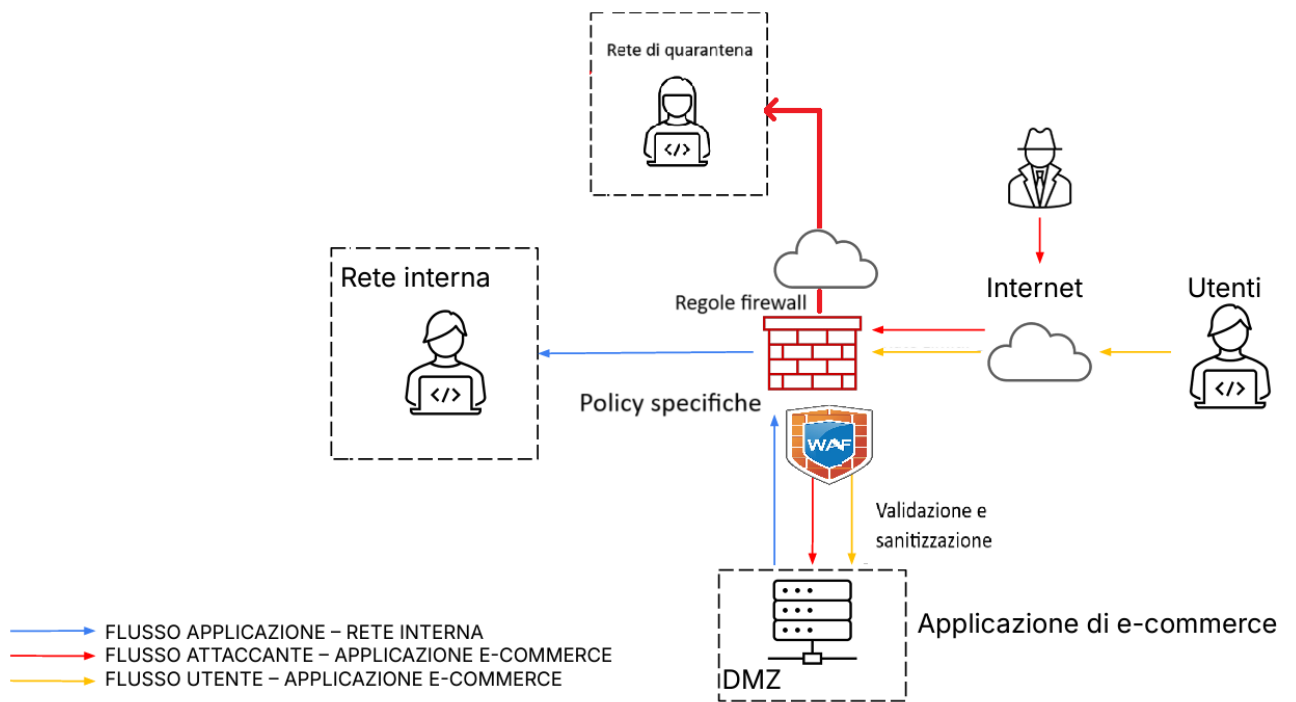 Rete di quarantena
</>
Rete interna
</>
Regole firewall
Internet
Utenti
</>
Policy specifiche
WAF
Validazione e
sanitizzazione
Applicazione di e-commerce
DMZ
FLUSSO APPLICAZIONE – RETE INTERNA
FLUSSO ATTACCANTE – APPLICAZIONE E-COMMERCE
FLUSSO UTENTE – APPLICAZIONE E-COMMERCE